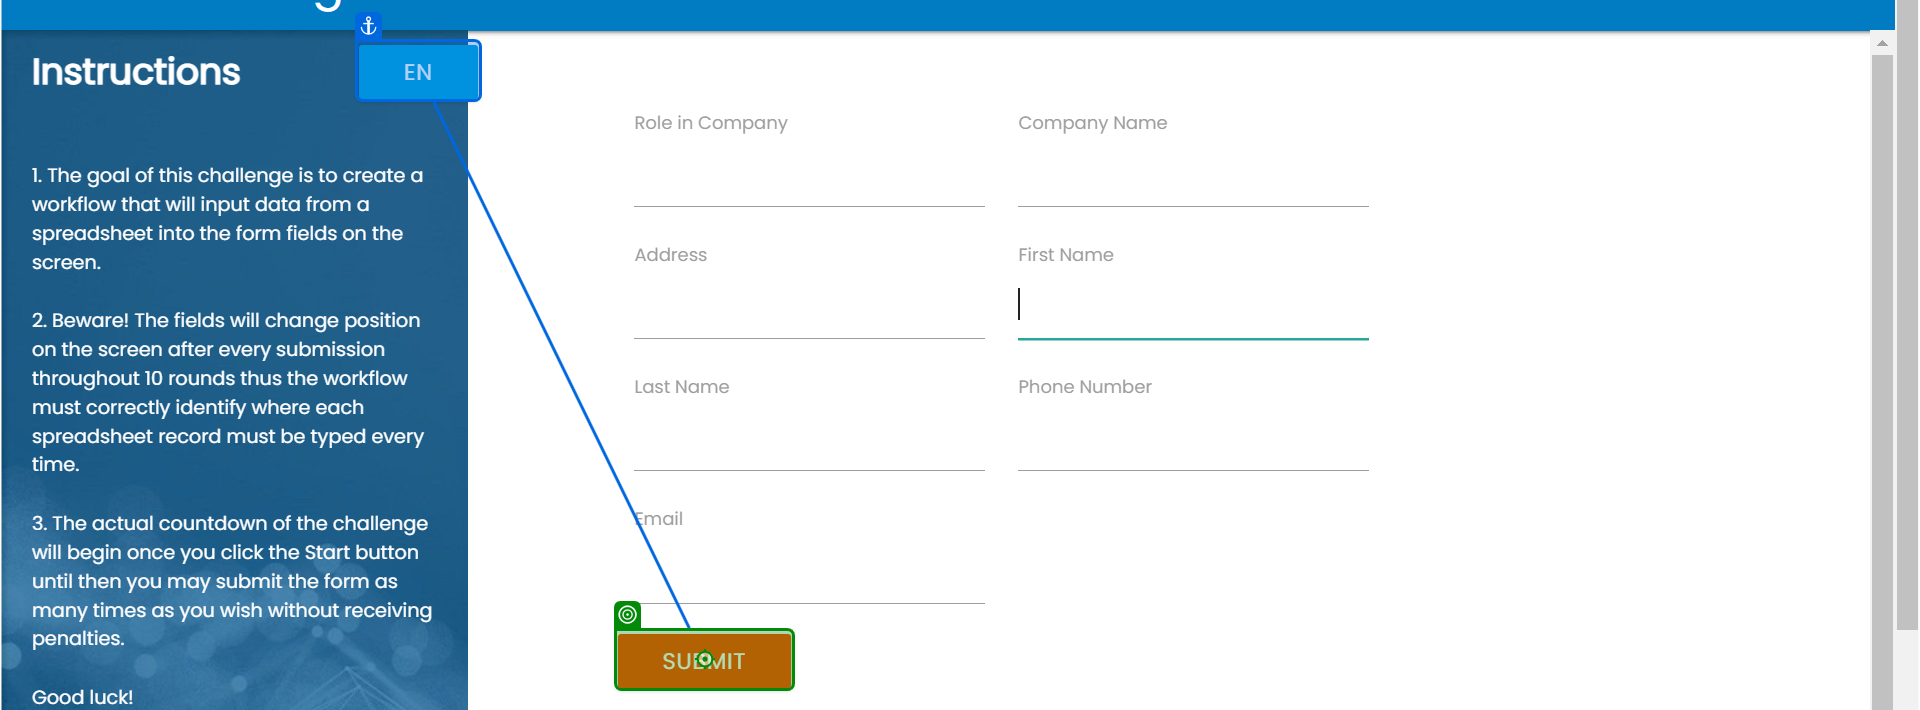 Instructions
EN
1. The goal of this challenge is to create a
workflow that will input data from a
spreadsheet into the form fields on the
screen.
2. Beware! The fields will change position
on the screen after every submission
throughout 10 rounds thus the workflow
must correctly identify where each
spreadsheet record must be typed every
time.
3. The actual countdown of the challenge
will begin once you click the Start button
until then you may submit the form as
many times as you wish without receiving
penalties.
Good luck!
Role in Company
Company Name
Address
First Name
Last Name
Phone Number
Email
SUBMIT